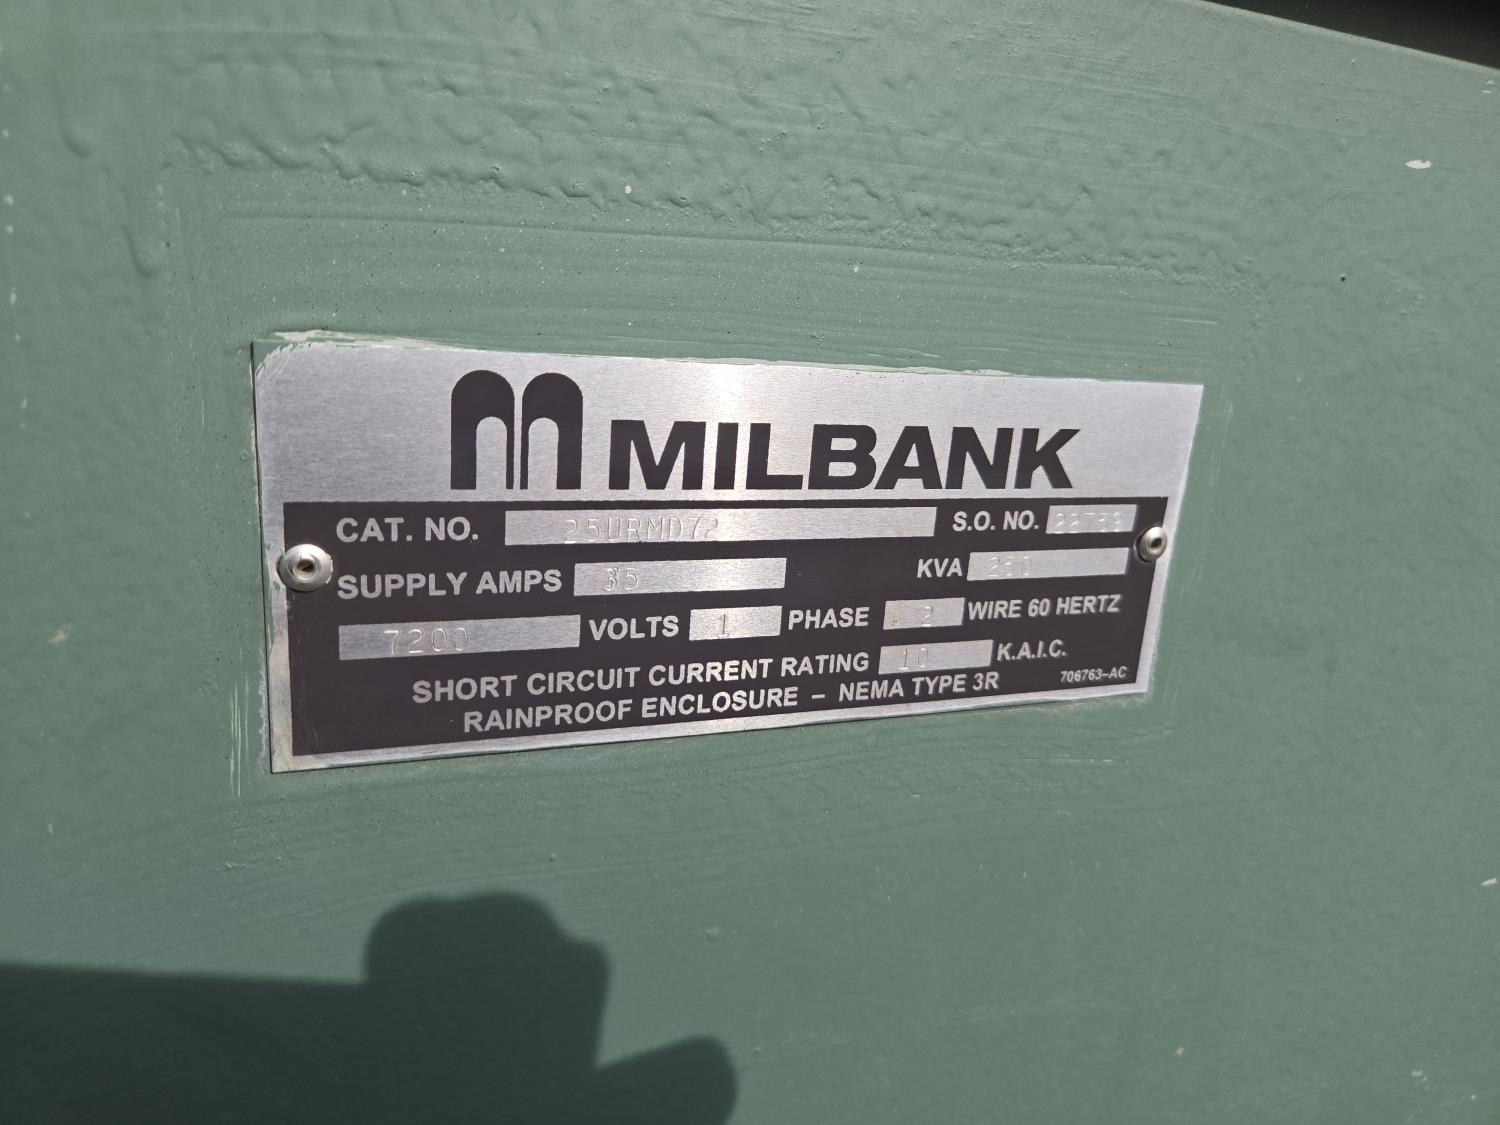 MILBANK
CAT. NO. 25URMD72 S.O. NO.
SUPPLY AMPS 35 KVA 250
7200 VOLTS 1 PHASE 2 WIRE 60 HERTZ
SHORT CIRCUIT CURRENT RATING 10 K.A.I.C.
RAINPROOF ENCLOSURE – NEMA TYPE 3R 706763–AC